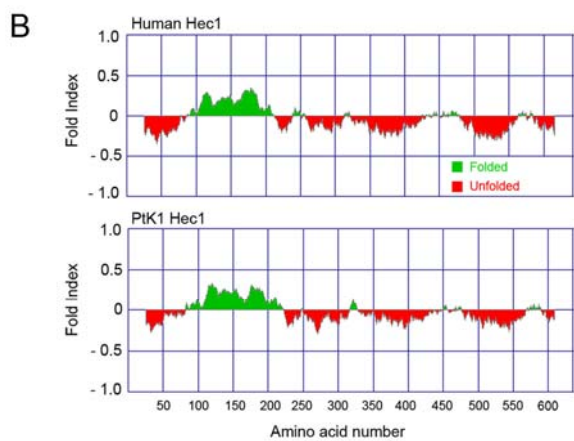 B
Human Hec1
1.0
0.5
0
- 0.5
- 1.0
Fold Index
Folded
Unfolded
PtK1 Hec1
1.0
0.5
0
- 0.5
- 1.0
Fold Index
50 100 150 200 250 300 350 400 450 500 550 600
Amino acid number